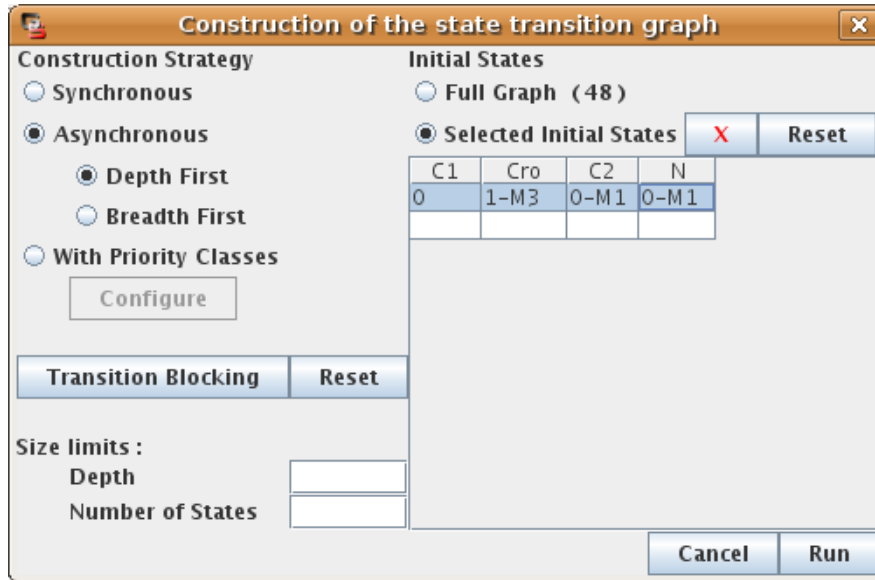 Construction of the state transition graph
Construction Strategy
Synchronous
Asynchronous
Depth First
Breadth First
With Priority Classes
Configure
Transition Blocking
Reset
Size limits :
Depth
Number of States
Initial States
Full Graph (48)
Selected Initial States
X
Reset
C1 Cro C2 N
0 1-M3 0-M1 0-M1
Cancel
Run